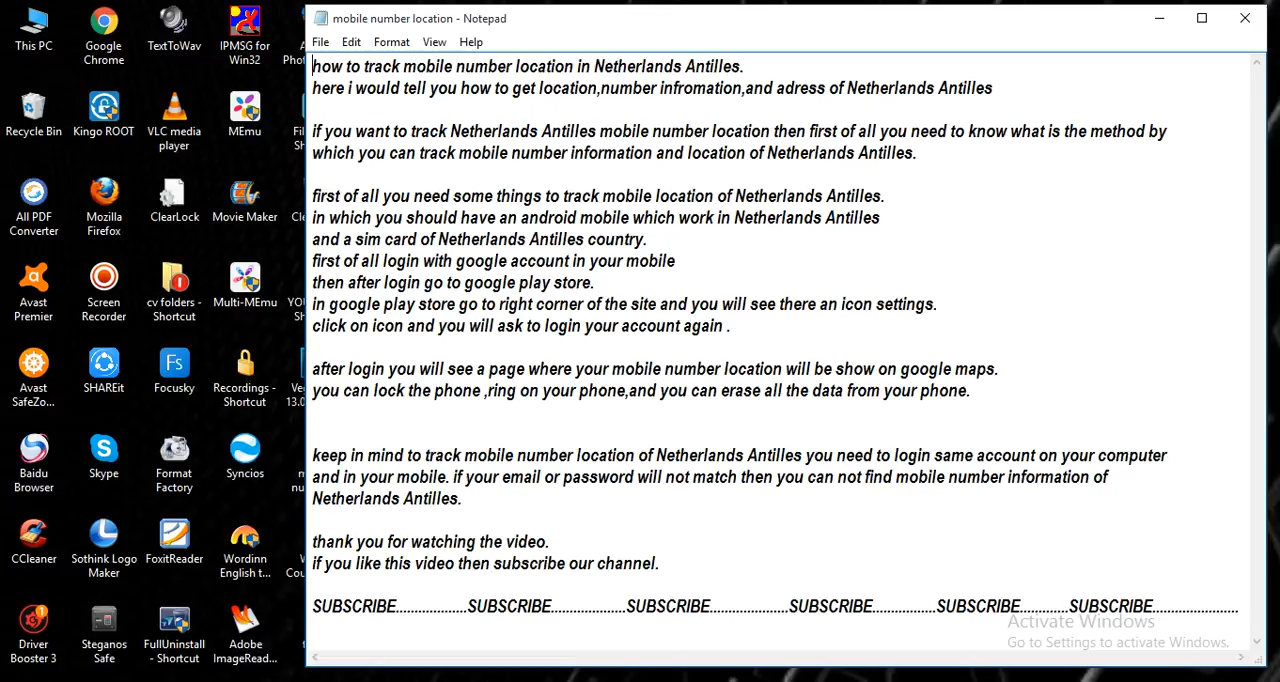 mobile number location - Notepad
File Edit Format View Help
how to track mobile number location in Netherlands Antilles.
here i would tell you how to get location,number infromation,and adress of Netherlands Antilles
if you want to track Netherlands Antilles mobile number location then first of all you need to know what is the method by
which you can track mobile number information and location of Netherlands Antilles.
first of all you need some things to track mobile location of Netherlands Antilles.
in which you should have an android mobile which work in Netherlands Antilles
and a sim card of Netherlands Antilles country.
first of all login with google account in your mobile
then after login go to google play store.
in google play store go to right corner of the site and you will see there an icon settings.
click on icon and you will ask to login your account again .
after login you will see a page where your mobile number location will be show on google maps.
you can lock the phone ,ring on your phone,and you can erase all the data from your phone.
keep in mind to track mobile number location of Netherlands Antilles you need to login same account on your computer
and in your mobile. if your email or password will not match then you can not find mobile number information of
Netherlands Antilles.
thank you for watching the video.
if you like this video then subscribe our channel.
SUBSCRIBE.................SUBSCRIBE.................SUBSCRIBE.................SUBSCRIBE.................SUBSCRIBE.............SUBSCRIBE.......................
Activate Windows
Go to Settings to activate Windows.
This PC
Google
Chrome
TextToWav
IPMSG for
Win32
Recycle Bin
Kingo ROOT
VLC media
player
MEmu
All PDF
Converter
Mozilla
Firefox
ClearLock
Movie Maker
Avast
Premier
Screen
Recorder
cv folders -
Shortcut
Multi-MEmu
Avast
SafeZo...
SHAREit
Fs
Focusky
Recordings -
Shortcut
Baidu
Browser
Skype
Format
Factory
Syncios
CCleaner
Sothink Logo
Maker
FoxitReader
Wordinn
English t...
Driver
Booster 3
Steganos
Safe
FullUninstall
- Shortcut
Adobe
ImageRead...